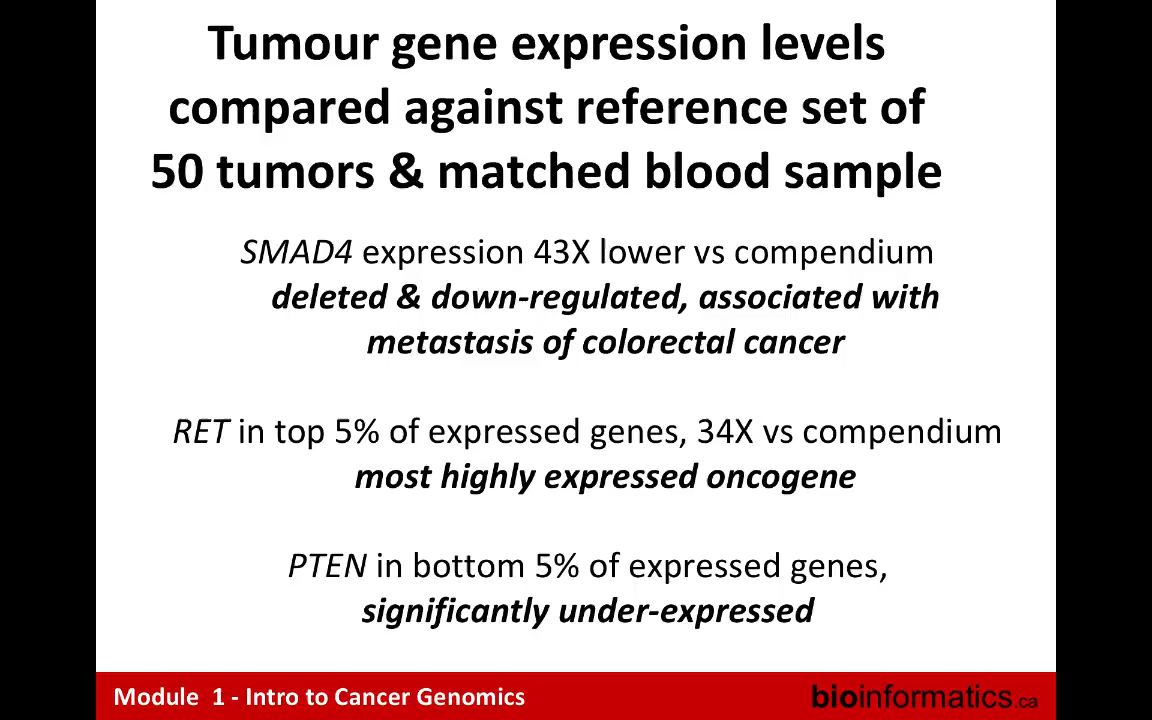 Tumour gene expression levels
compared against reference set of
50 tumors & matched blood sample
SMAD4 expression 43X lower vs compendium
deleted & down-regulated, associated with
metastasis of colorectal cancer
RET in top 5% of expressed genes, 34X vs compendium
most highly expressed oncogene
PTEN in bottom 5% of expressed genes,
significantly under-expressed
Module 1 - Intro to Cancer Genomics
bioinformatics.ca